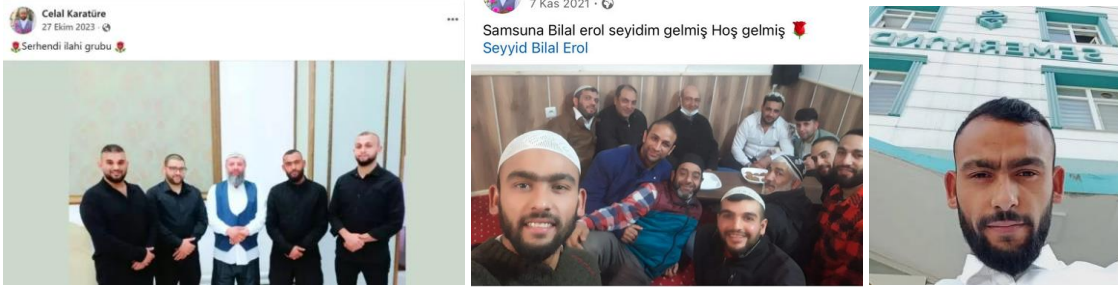 Celal Karatüre
27 Ekim 2023
🌹Serhendi ilahi grubu🌹
7 Kas 2021
Samsuna Bilal erol seyidim gelmiş Hoş gelmiş 🌹
Seyyid Bilal Erol
SEMERKAND